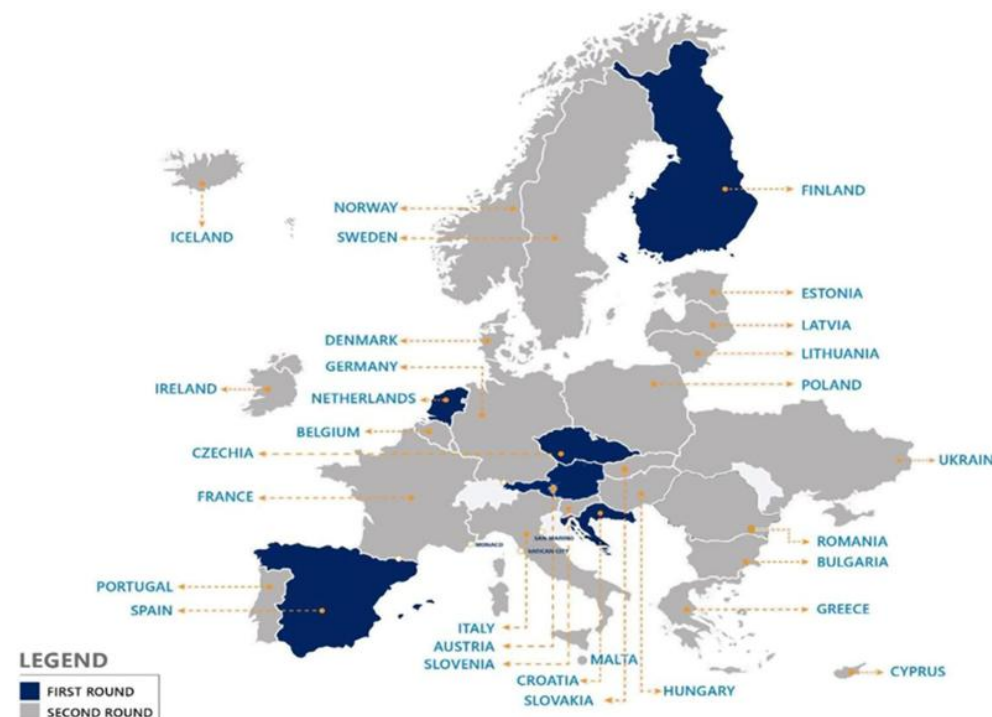 FINLAND
NORWAY
ICELAND
SWEDEN
ESTONIA
LATVIA
DENMARK
LITHUANIA
GERMANY
IRELAND
POLAND
NETHERLANDS
BELGIUM
CZECHIA
UKRAIN
FRANCE
SAN MARINO
ROMANIA
MONACO
VATICAN CITY
BULGARIA
PORTUGAL
SPAIN
GREECE
ITALY
AUSTRIA
SLOVENIA
MALTA
CYPRUS
CROATIA
SLOVAKIA
HUNGARY
LEGEND
FIRST ROUND
SECOND ROUND